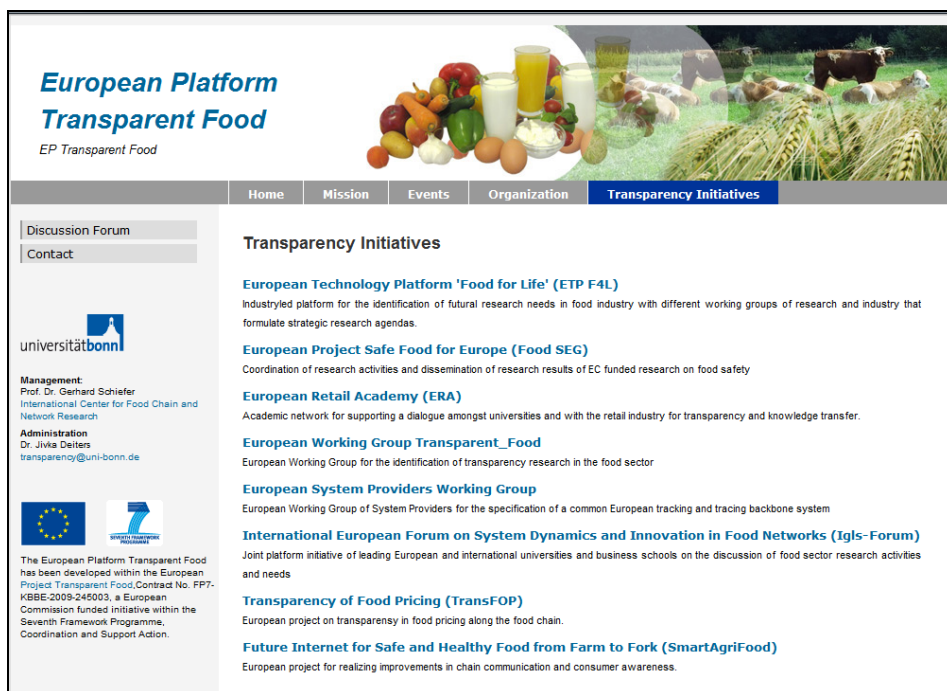 European Platform
Transparent Food
EP Transparent Food
Home Mission Events Organization Transparency Initiatives
Discussion Forum
Contact
universitätbonn
Management:
Prof. Dr. Gerhard Schiefer
International Center for Food Chain and
Network Research
Administration
Dr. Jivka Deiters
transparency@uni-bonn.de
SEVENTH FRAMEWORK
PROGRAMME
The European Platform Transparent Food
has been developed within the European
Project Transparent Food,Contract No. FP7-
KBBE-2009-245003, a European
Commission funded initiative within the
Seventh Framework Programme,
Coordination and Support Action.
Transparency Initiatives
European Technology Platform 'Food for Life' (ETP F4L)
Industryled platform for the identification of futural research needs in food industry with different working groups of research and industry that
formulate strategic research agendas.
European Project Safe Food for Europe (Food SEG)
Coordination of research activities and dissemination of research results of EC funded research on food safety
European Retail Academy (ERA)
Academic network for supporting a dialogue amongst universities and with the retail industry for transparency and knowledge transfer.
European Working Group Transparent_Food
European Working Group for the identification of transparency research in the food sector
European System Providers Working Group
European Working Group of System Providers for the specification of a common European tracking and tracing backbone system
International European Forum on System Dynamics and Innovation in Food Networks (Igls-Forum)
Joint platform initiative of leading European and international universities and business schools on the discussion of food sector research activities
and needs
Transparency of Food Pricing (TransFOP)
European project on transparensy in food pricing along the food chain.
Future Internet for Safe and Healthy Food from Farm to Fork (SmartAgriFood)
European project for realizing improvements in chain communication and consumer awareness.